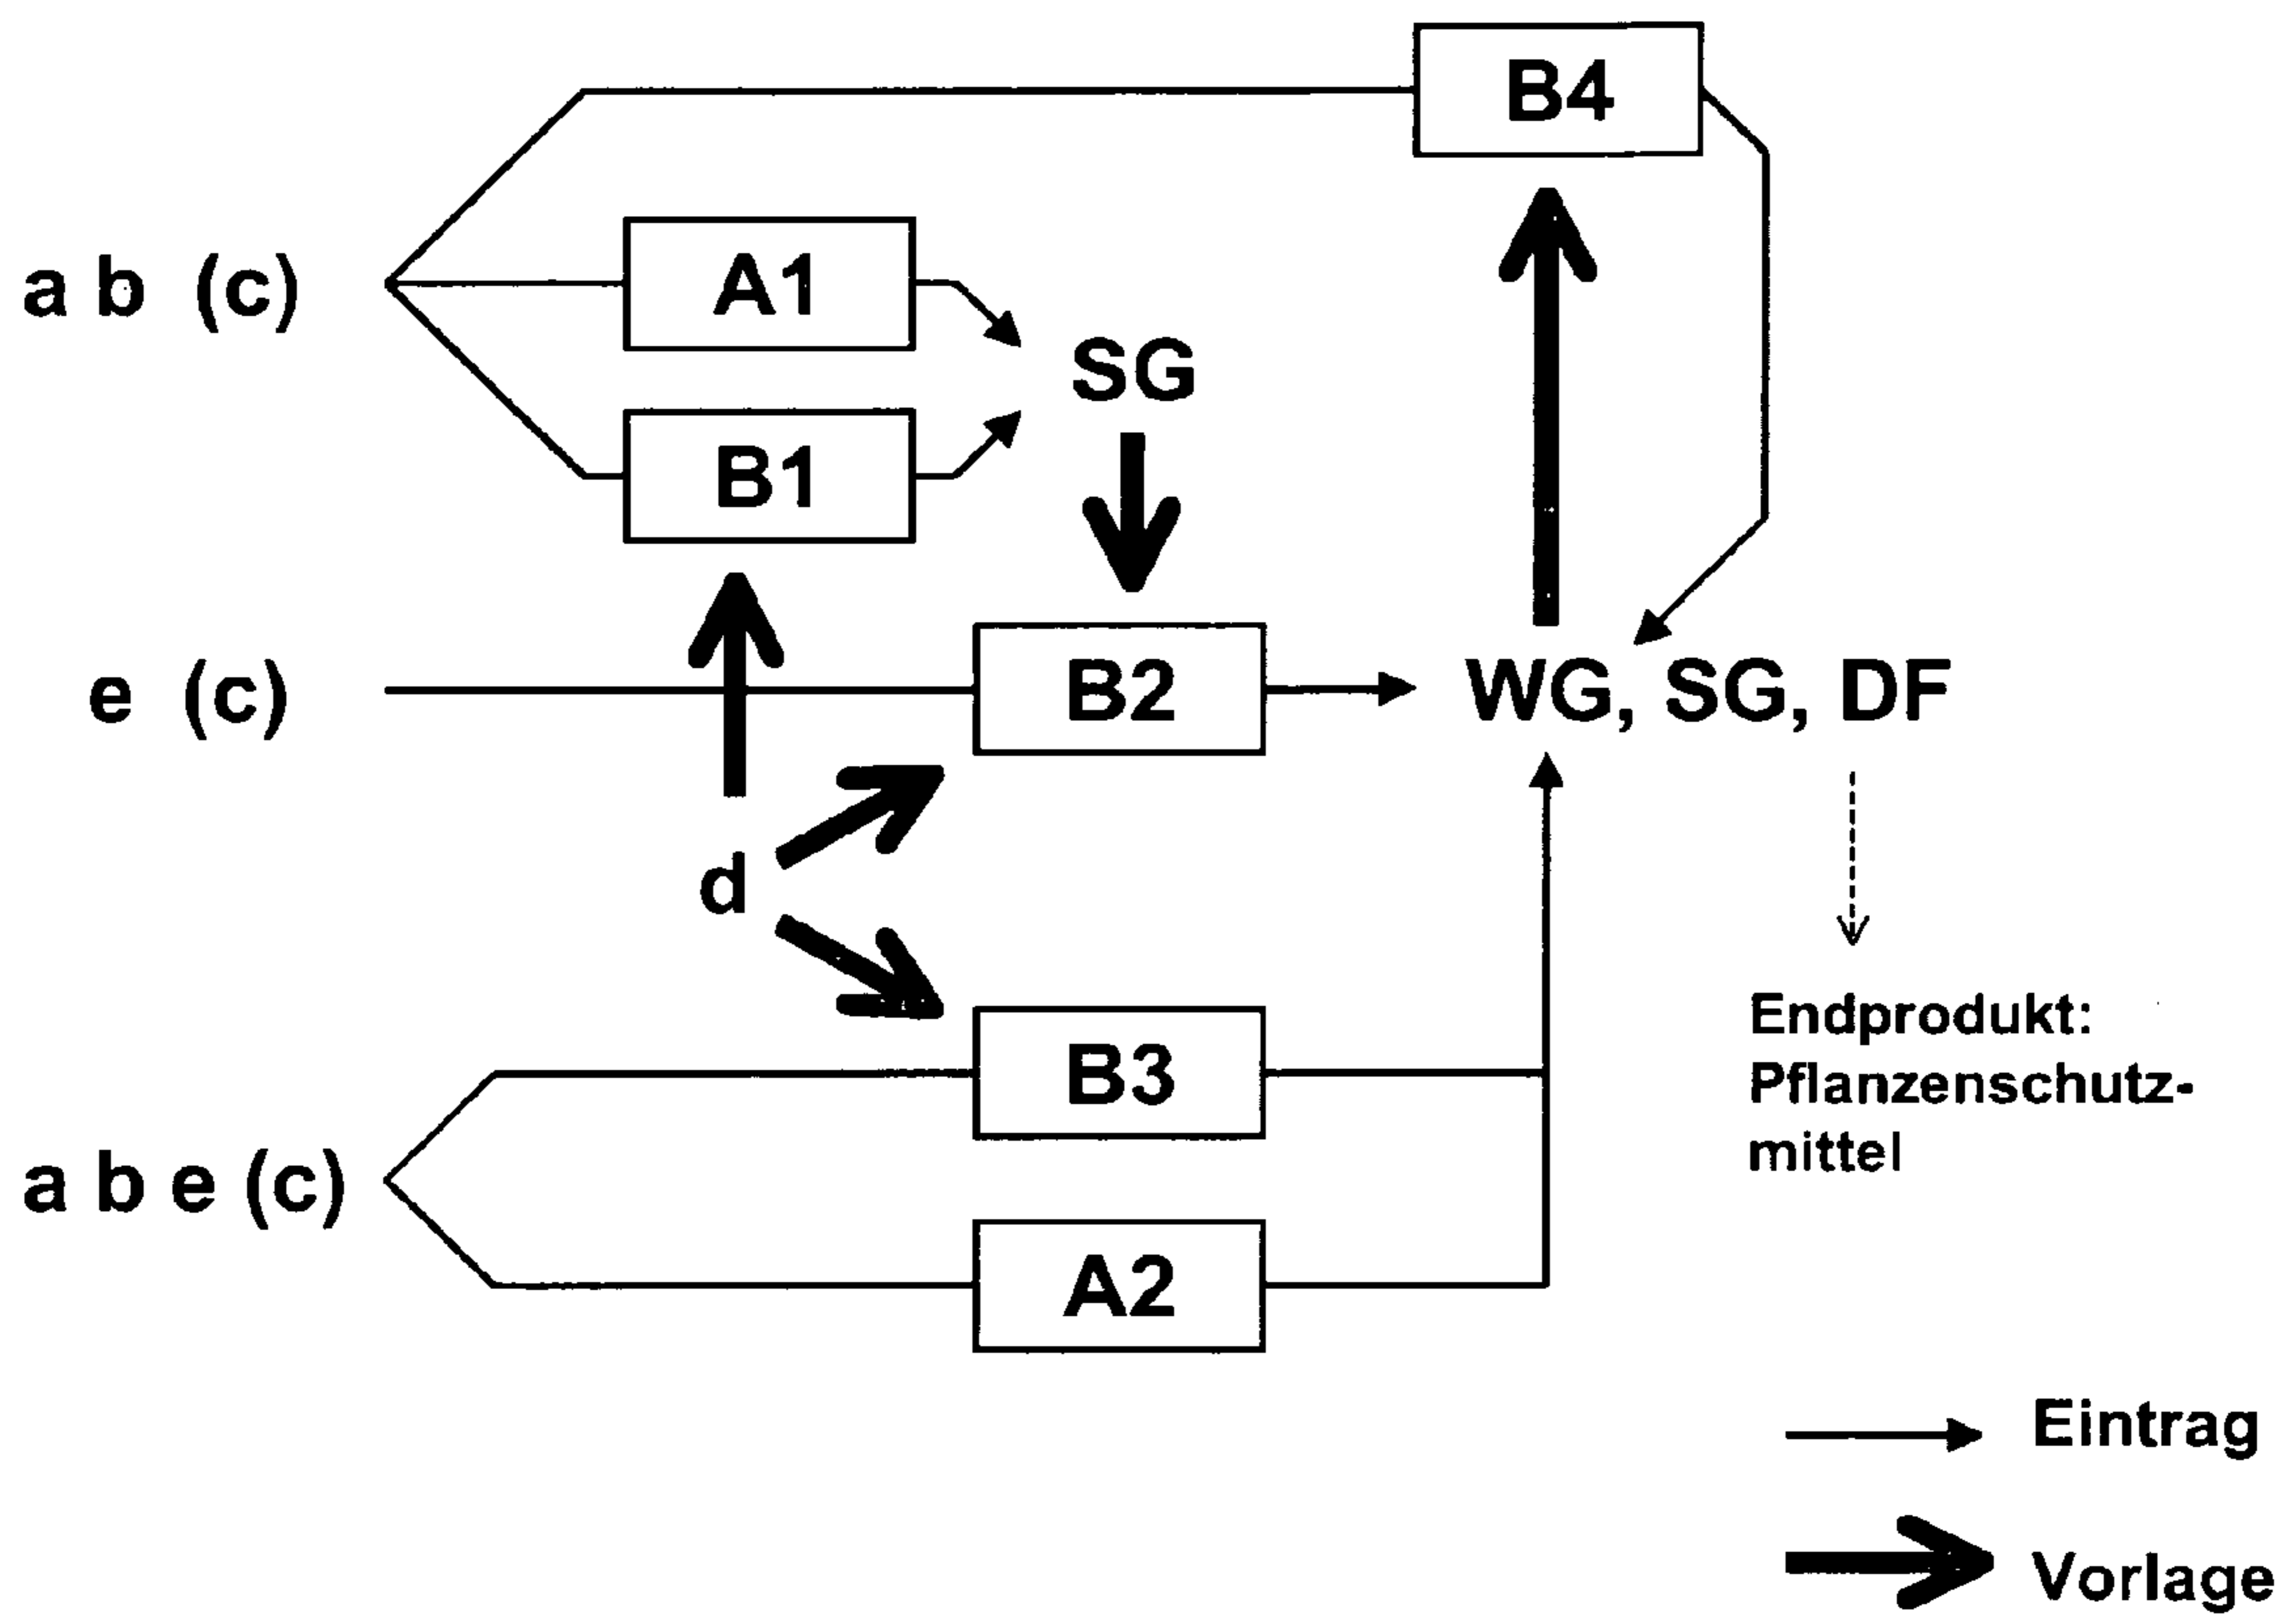 B4
a b (c)
A1
SG
B1
e (c)
B2
WG, SG, DF
d
Endprodukt:
Pflanzenschutz-
mittel
B3
a b e (c)
A2
Eintrag
Vorlage